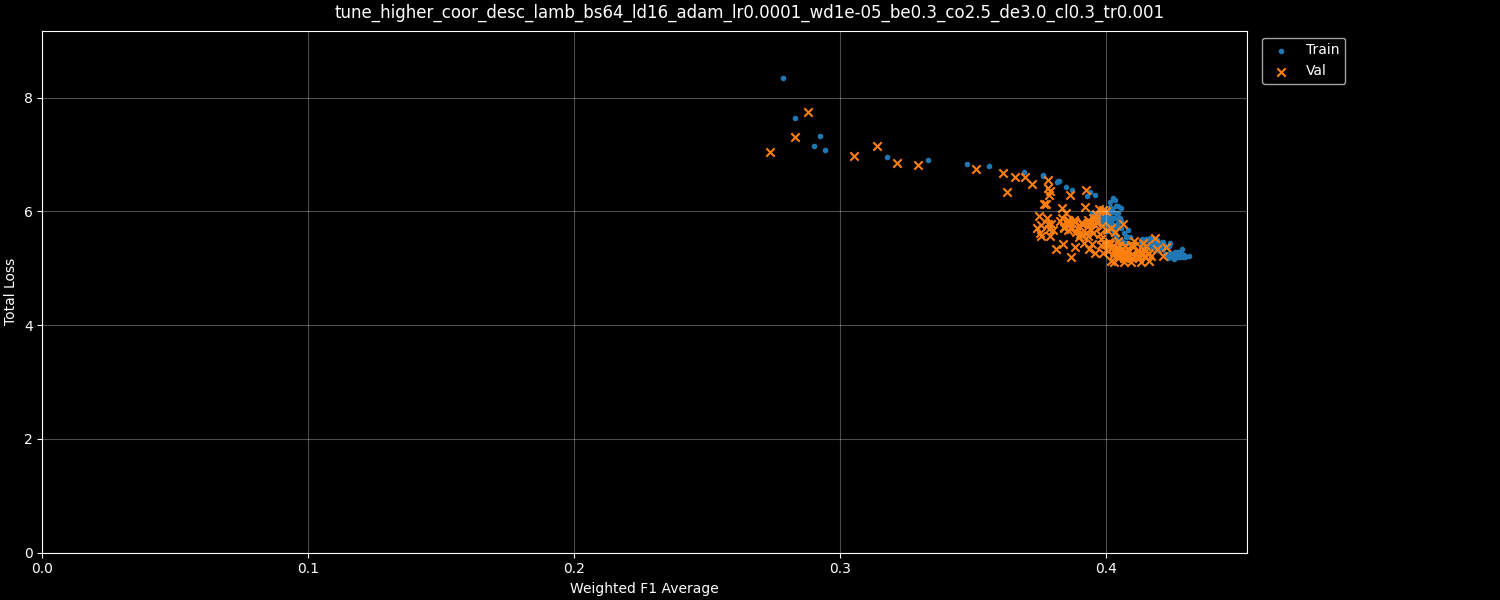 tune_higher_coor_desc_lamb_bs64_ld16_adam_lr0.0001_wd1e-05_be0.3_co2.5_de3.0_cl0.3_tr0.001
Train
Val
8
6
4
2
0
Total Loss
0.0 0.1 0.2 0.3 0.4
Weighted F1 Average